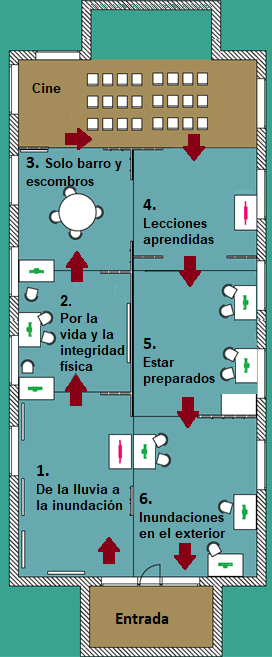 Cine
3. Solo barro y
escombros
4.
Lecciones
aprendidas
2.
Por la
vida y la
integridad
física
5.
Estar
preparados
1.
De la lluvia a
la inundación
6.
Inundaciones
en el exterior
Entrada